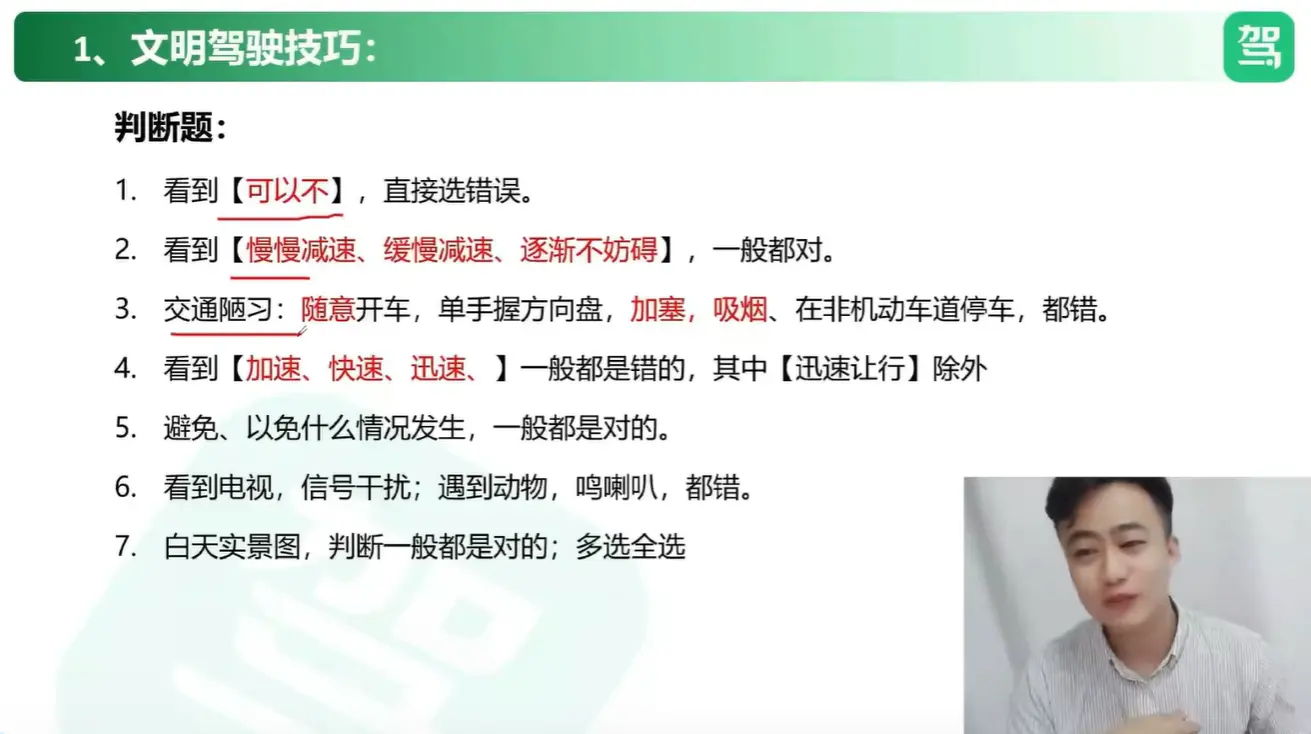 1、文明驾驶技巧：
驾
判断题：
1. 看到【可以不】，直接选错误。
2. 看到【慢慢减速、缓慢减速、逐渐不妨碍】，一般都对。
3. 交通陋习：随意开车，单手握方向盘，加塞，吸烟、在非机动车道停车，都错。
4. 看到【加速、快速、迅速、】一般都是错的，其中【迅速让行】除外
5. 避免、以免什么情况发生，一般都是对的。
6. 看到电视，信号干扰；遇到动物，鸣喇叭，都错。
7. 白天实景图，判断一般都是对的；多选全选
驾